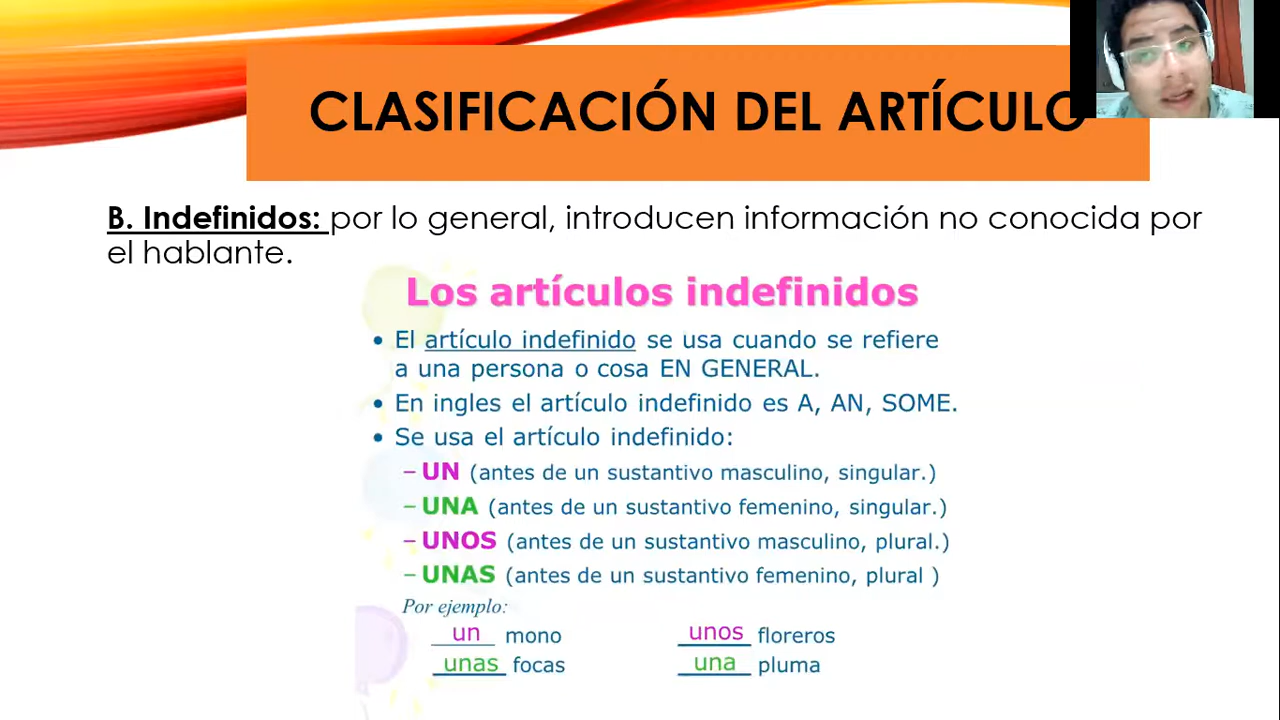 CLASIFICACIÓN DEL ARTÍCULO
B. Indefinidos: por lo general, introducen información no conocida por
el hablante.
Los artículos indefinidos
• El artículo indefinido se usa cuando se refiere
a una persona o cosa EN GENERAL.
• En ingles el artículo indefinido es A, AN, SOME.
• Se usa el artículo indefinido:
– UN (antes de un sustantivo masculino, singular.)
– UNA (antes de un sustantivo femenino, singular.)
– UNOS (antes de un sustantivo masculino, plural.)
– UNAS (antes de un sustantivo femenino, plural )
Por ejemplo:
un mono unos floreros
unas focas una pluma